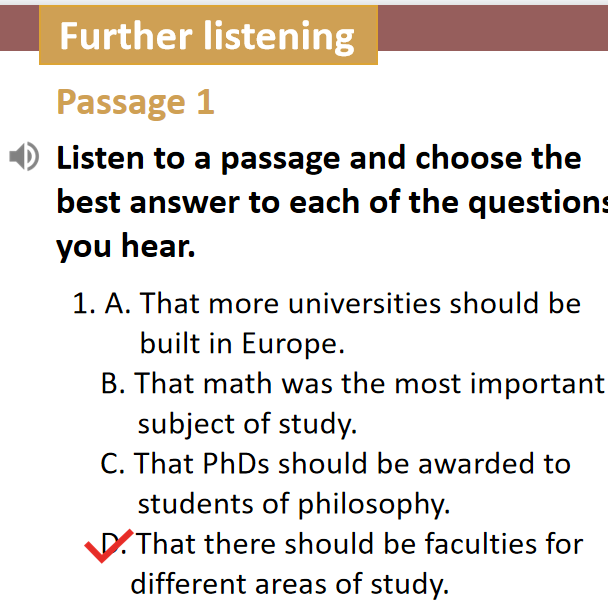 Further listening
Passage 1
Listen to a passage and choose the
best answer to each of the questions
you hear.
1. A. That more universities should be
built in Europe.
B. That math was the most important
subject of study.
C. That PhDs should be awarded to
students of philosophy.
D. That there should be faculties for
different areas of study.